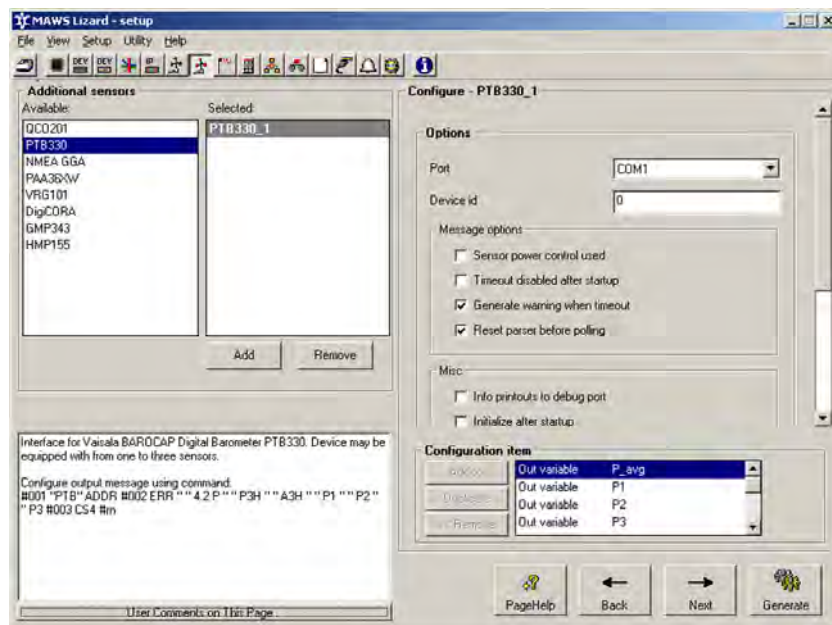 MAWS Lizard - setup
File View Setup Utility Help
DEV DEV
Additional sensors
Available:
Selected:
QCO201
PTB330
NMEA GGA
PAA36XW
VRG101
DigiCORA
GMP343
HMP155
PTB330_1
Add Remove
Interface for Vaisala BAROCAP Digital Barometer PTB330. Device may be
equipped with from one to three sensors.
Configure output message using command:
#001 "PTB" ADDR #002 ERR " " 4.2 P " " P3H " " A3H " " P1 " " P2 "
" P3 #003 CS4 #rn
User Comments on This Page
Configure - PTB330_1
Options
Port COM1
Device id 0
Message options
Sensor power control used
Timeout disabled after startup
Generate warning when timeout
Reset parser before polling
Misc
Info printouts to debug port
Initialize after startup
Configuration item
Out variable P_avg
Out variable P1
Out variable P2
Out variable P3
Remove
PageHelp Back Next Generate